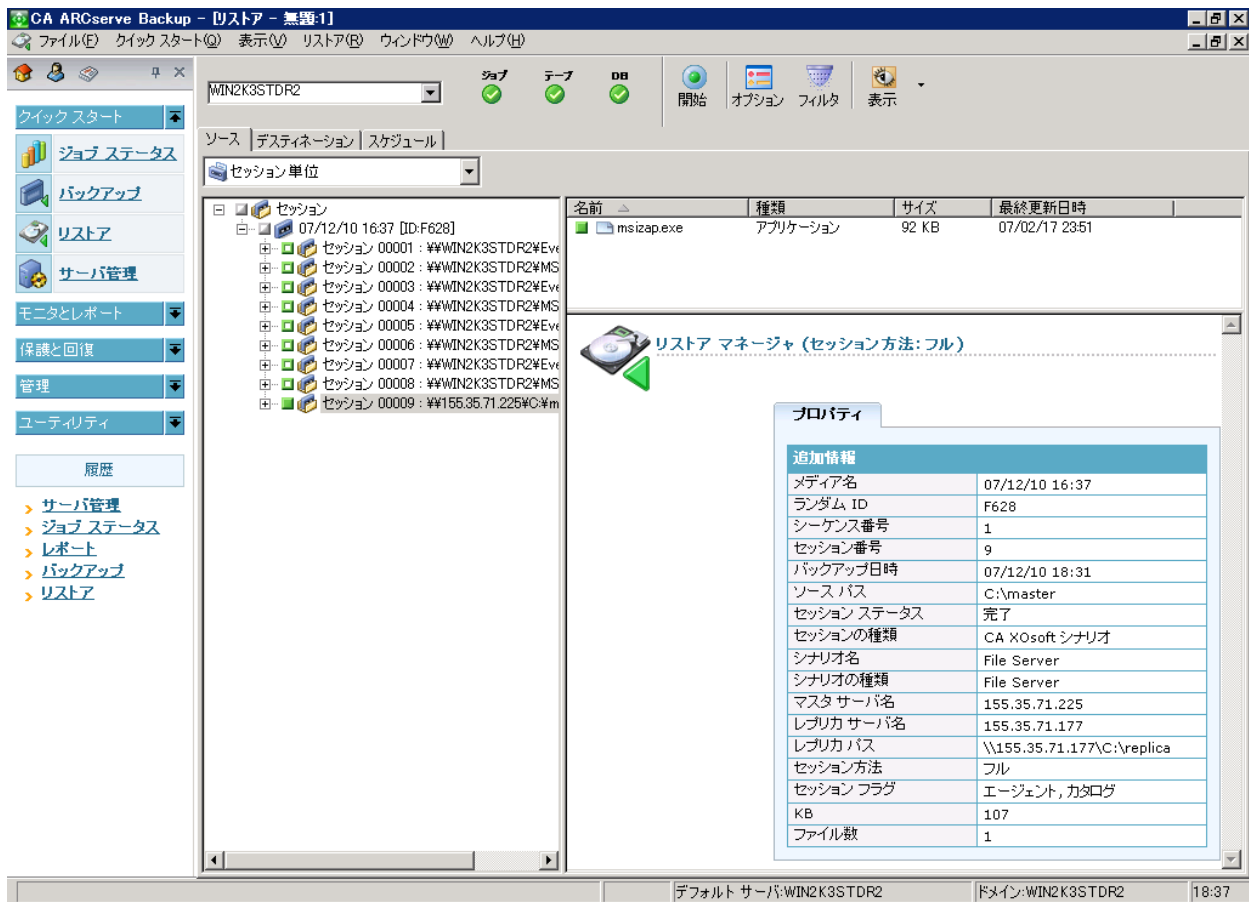 CA ARCserve Backup - [リストア - 無題:1]
ファイル(F) クイック スタート(Q) 表示(V) リストア(R) ウィンドウ(W) ヘルプ(H)
WIN2K3STDR2
ジョブ テープ DB
開始 オプション フィルタ 表示
クイック スタート
ジョブ ステータス
バックアップ
リストア
サーバ管理
モニタとレポート
保護と回復
管理
ユーティリティ
履歴
サーバ管理
ジョブ ステータス
レポート
バックアップ
リストア
ソース デスティネーション スケジュール
セッション単位
セッション
07/12/10 16:37 [ID:F628]
セッション 00001 : ¥¥WIN2K3STDR2¥Eve
セッション 00002 : ¥¥WIN2K3STDR2¥MS
セッション 00003 : ¥¥WIN2K3STDR2¥Eve
セッション 00004 : ¥¥WIN2K3STDR2¥MS
セッション 00005 : ¥¥WIN2K3STDR2¥Eve
セッション 00006 : ¥¥WIN2K3STDR2¥MS
セッション 00007 : ¥¥WIN2K3STDR2¥Eve
セッション 00008 : ¥¥WIN2K3STDR2¥MS
セッション 00009 : ¥¥155.35.71.225¥C:¥m
名前 種類 サイズ 最終更新日時
msizap.exe アプリケーション 92 KB 07/02/17 23:51
リストア マネージャ (セッション方法: フル)
プロパティ
追加情報
メディア名 07/12/10 16:37
ランダム ID F628
シーケンス番号 1
セッション番号 9
バックアップ日時 07/12/10 18:31
ソース パス C:\master
セッション ステータス 完了
セッションの種類 CA XOsoft シナリオ
シナリオ名 File Server
シナリオの種類 File Server
マスタ サーバ名 155.35.71.225
レプリカ サーバ名 155.35.71.177
レプリカ パス \\155.35.71.177\C:\replica
セッション方法 フル
セッション フラグ エージェント, カタログ
KB 107
ファイル数 1
デフォルト サーバ:WIN2K3STDR2 ドメイン:WIN2K3STDR2 18:37